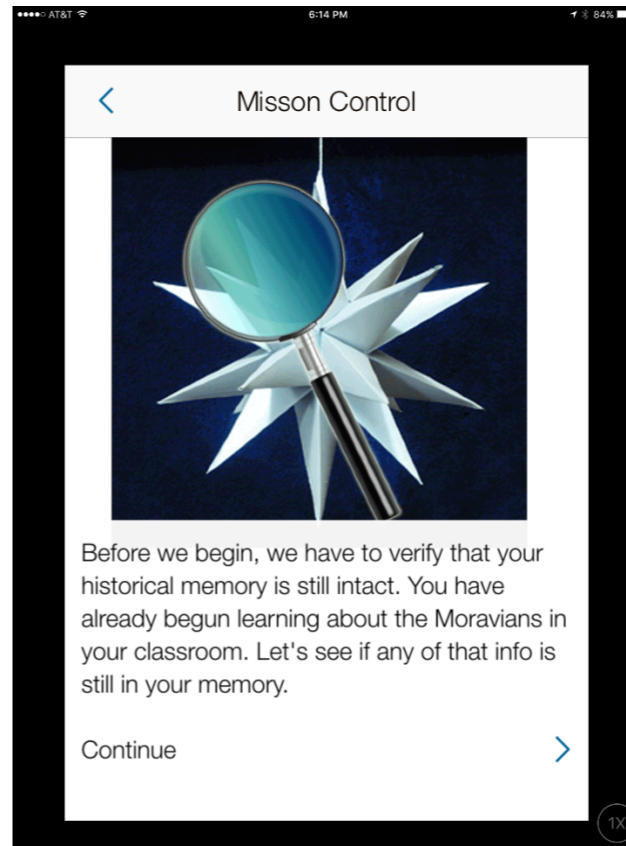 AT&T 6:14 PM 84%
Misson Control
Before we begin, we have to verify that your
historical memory is still intact. You have
already begun learning about the Moravians in
your classroom. Let's see if any of that info is
still in your memory.
Continue
1X